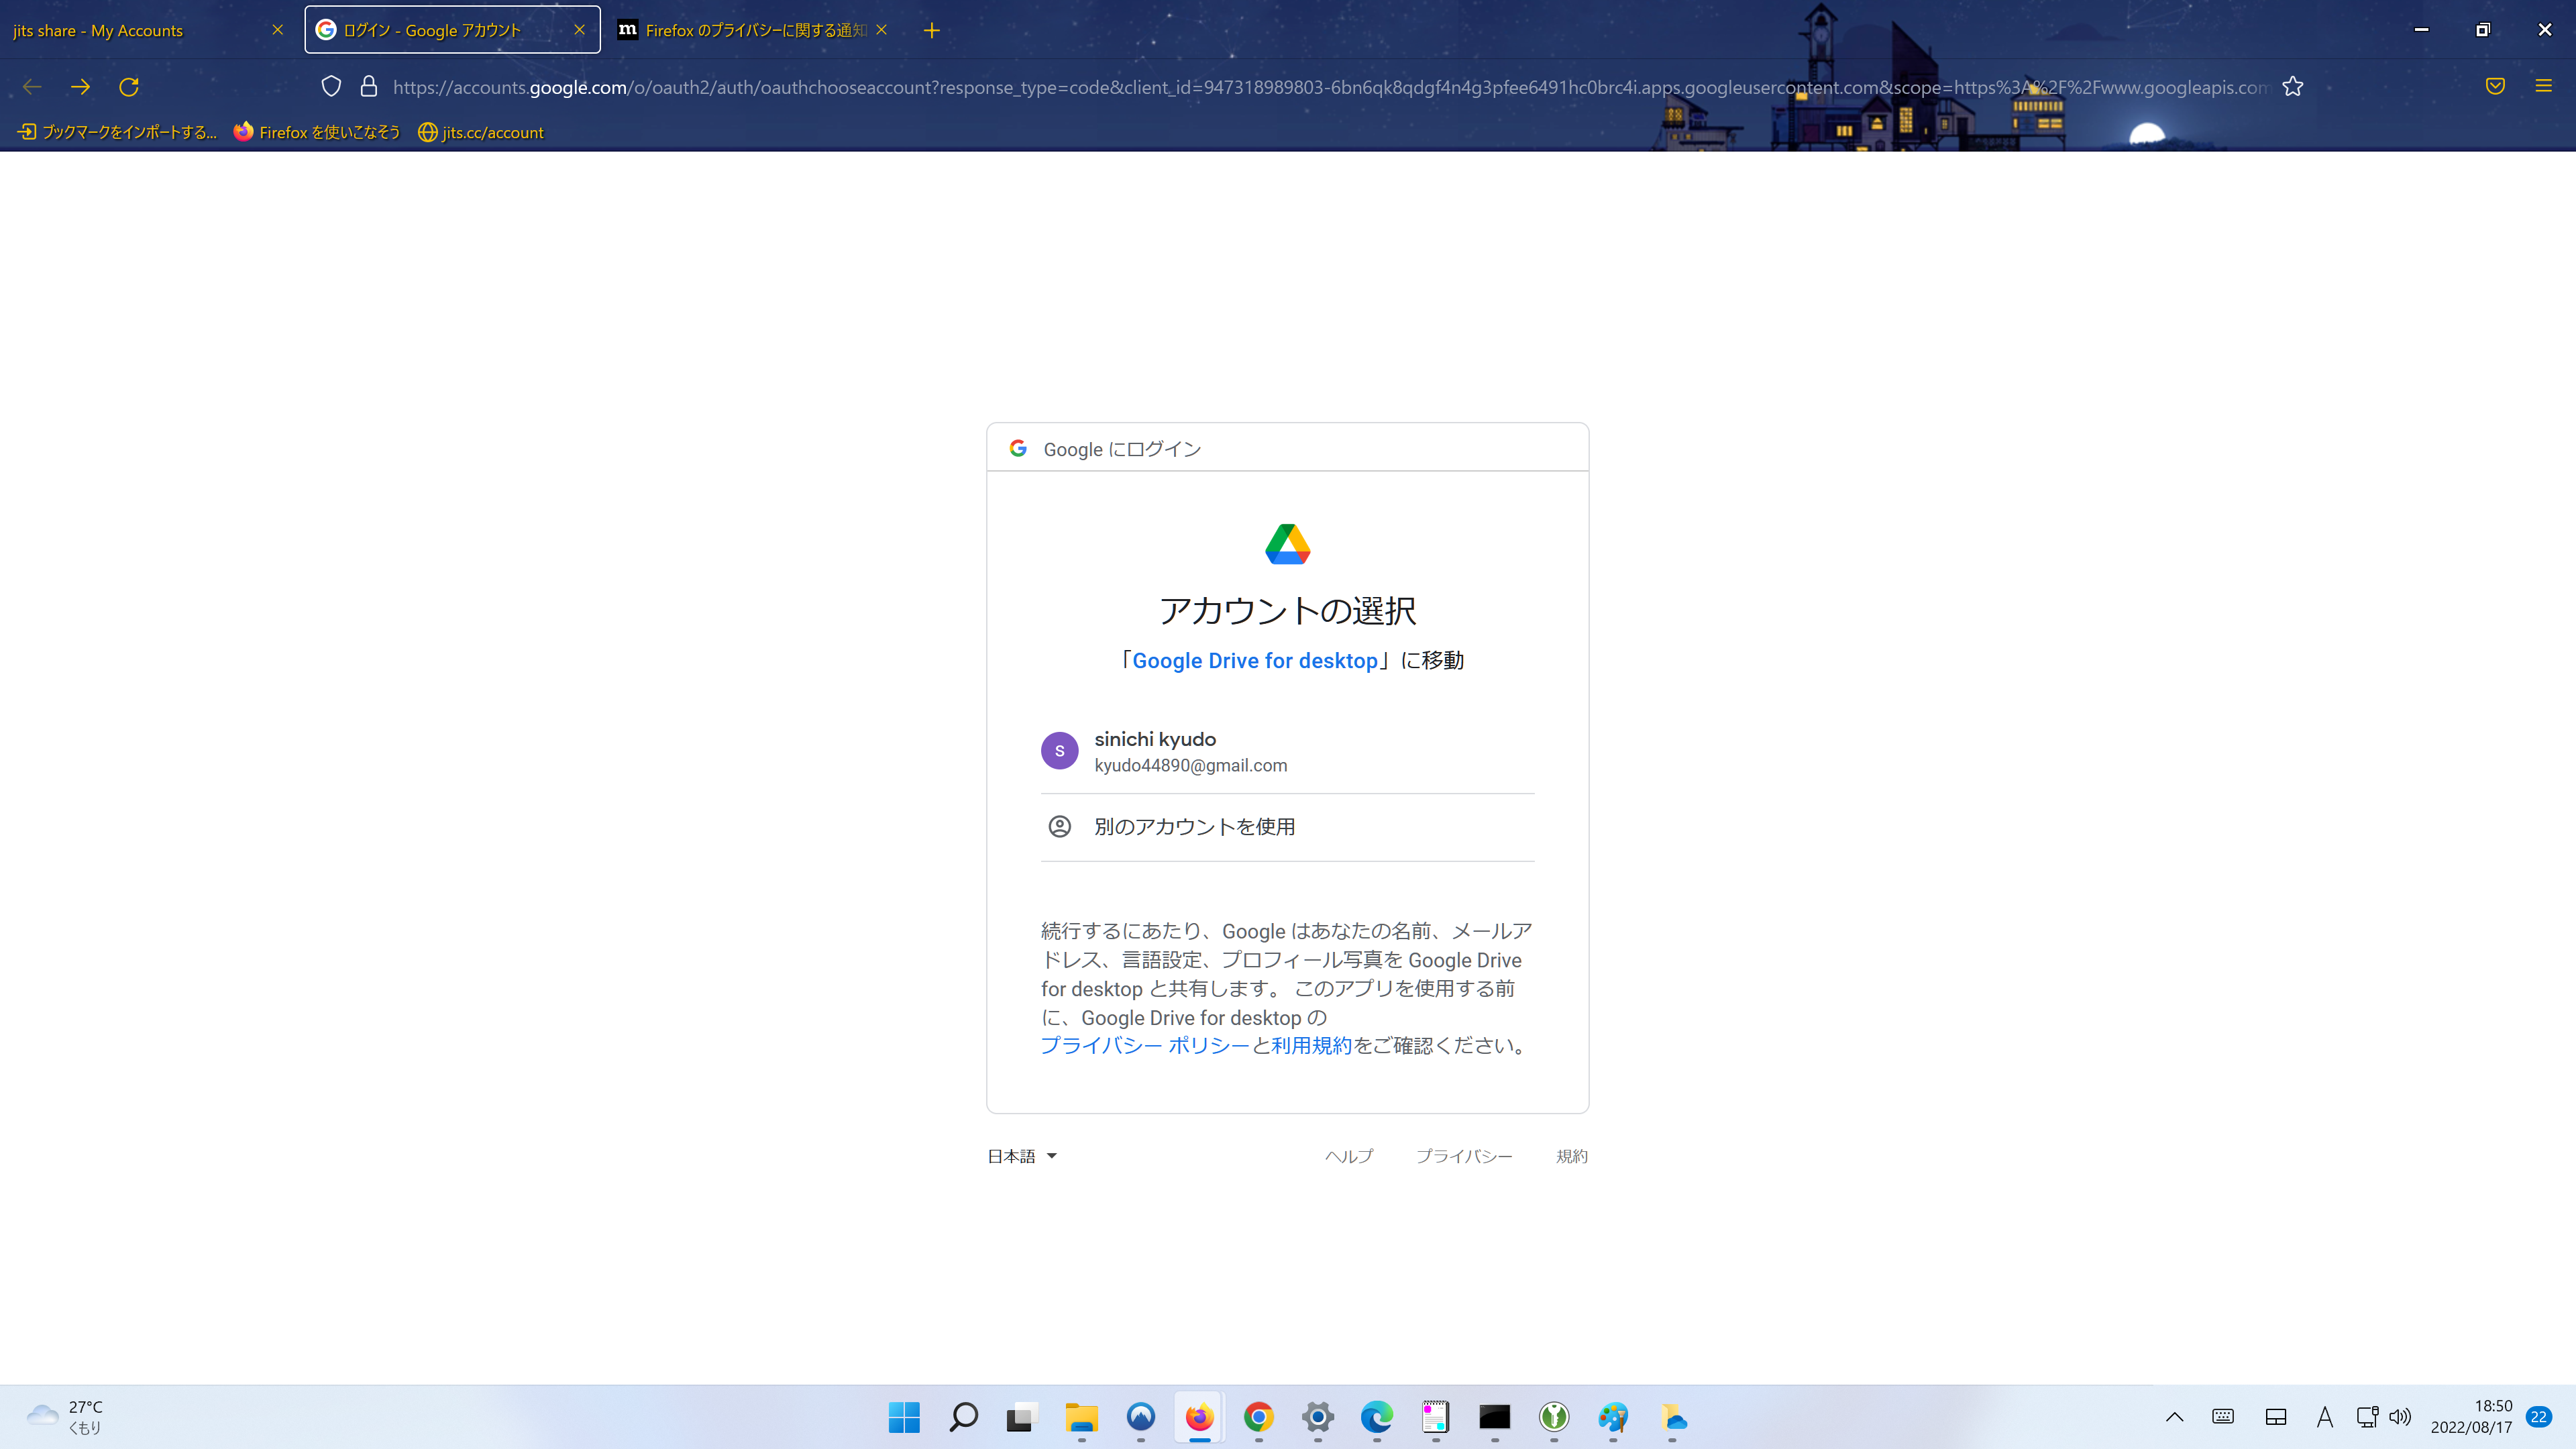 jits share - My Accounts
ログイン - Google アカウント
Firefox のプライバシーに関する通知
https://accounts.google.com/o/oauth2/auth/oauthchooseaccount?response_type=code&client_id=947318989803-6bn6qk8qdgf4n4g3pfee6491hc0brc4i.apps.googleusercontent.com&scope=https%3A%2F%2Fwww.googleapis.com
ブックマークをインポートする...
Firefox を使いこなそう
jits.cc/account
Google にログイン
アカウントの選択
「Google Drive for desktop」に移動
S
sinichi kyudo
kyudo44890@gmail.com
別のアカウントを使用
続行するにあたり、Google はあなたの名前、メールア
ドレス、言語設定、プロフィール写真を Google Drive
for desktop と共有します。 このアプリを使用する前
に、Google Drive for desktop の
プライバシー ポリシーと利用規約をご確認ください。
日本語
ヘルプ
プライバシー
規約
27°C
くもり
A
18:50
2022/08/17
22